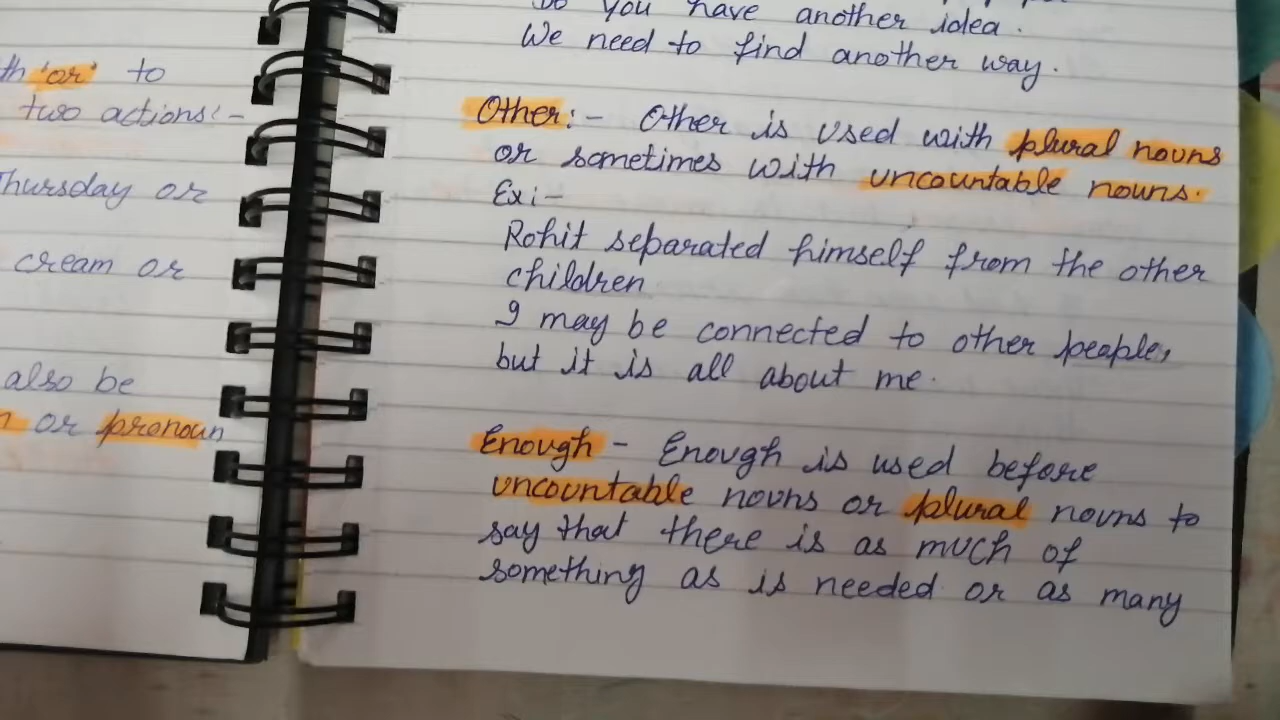 th 'or' to
two actions:-
Thursday or
cream or
also be
or pronoun
Do you have another idea.
We need to find another way.
Other:- Other is used with plural nouns
or sometimes with uncountable nouns.
Ex:-
Rohit separated himself from the other
children
I may be connected to other people,
but it is all about me.
Enough - Enough is used before
uncountable nouns or plural nouns to
say that there is as much of
something as is needed or as many